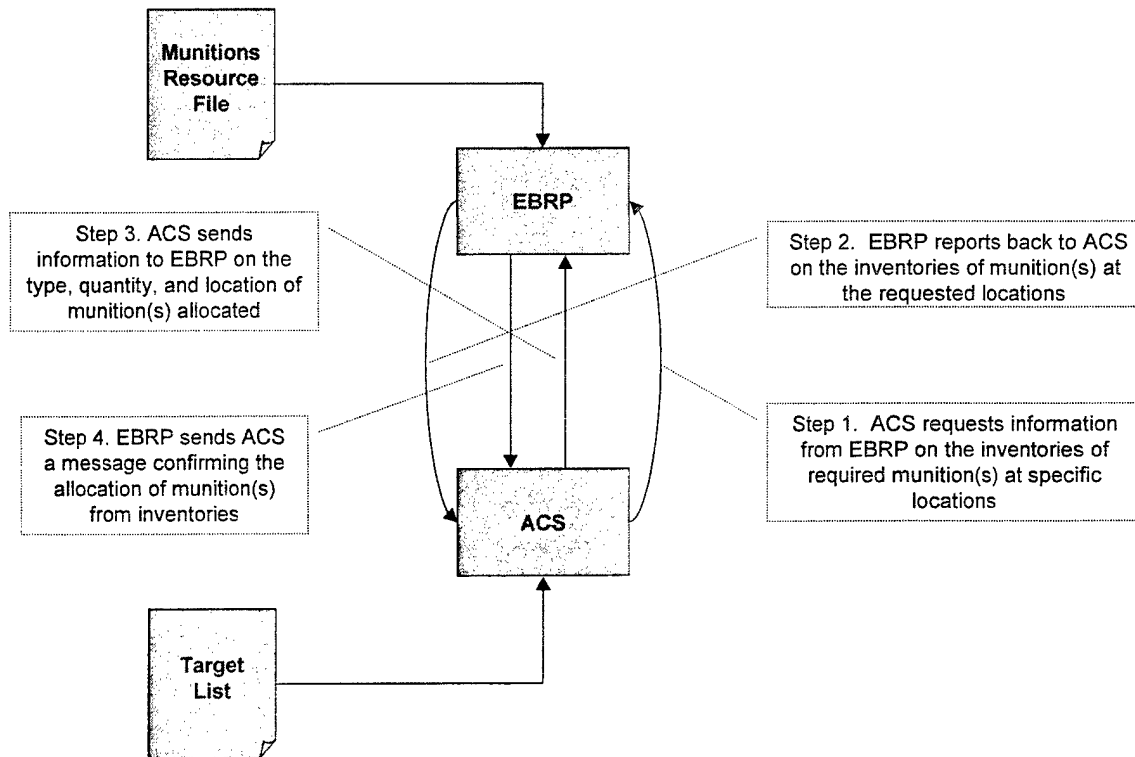 Munitions
Resource
File
EBRP
Step 3. ACS sends
information to EBRP on the
type, quantity, and location of
munition(s) allocated
Step 2. EBRP reports back to ACS
on the inventories of munition(s) at
the requested locations
Step 4. EBRP sends ACS
a message confirming the
allocation of munition(s)
from inventories
Step 1. ACS requests information
from EBRP on the inventories of
required munition(s) at specific
locations
ACS
Target
List